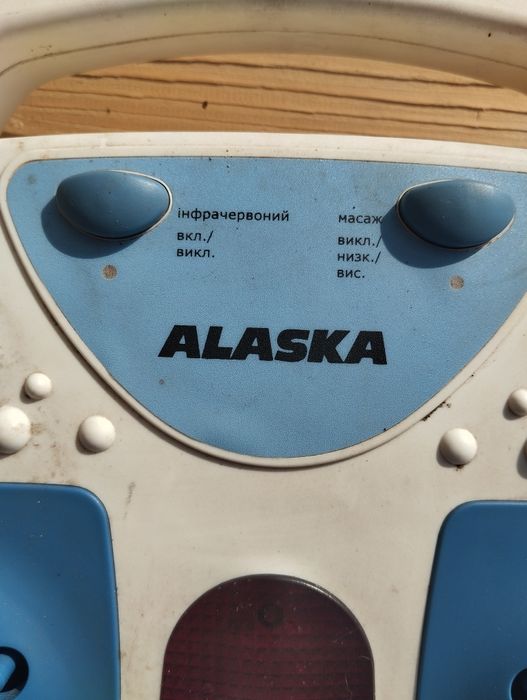 інфрачервоний
вкл./
викл.
масаж
викл./
низк./
вис.
ALASKA